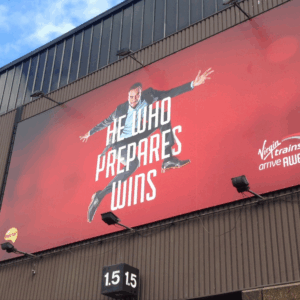 HE WHO
PREPARES
WINS
Virgin
trains
arrive AWE
1.5 1.5